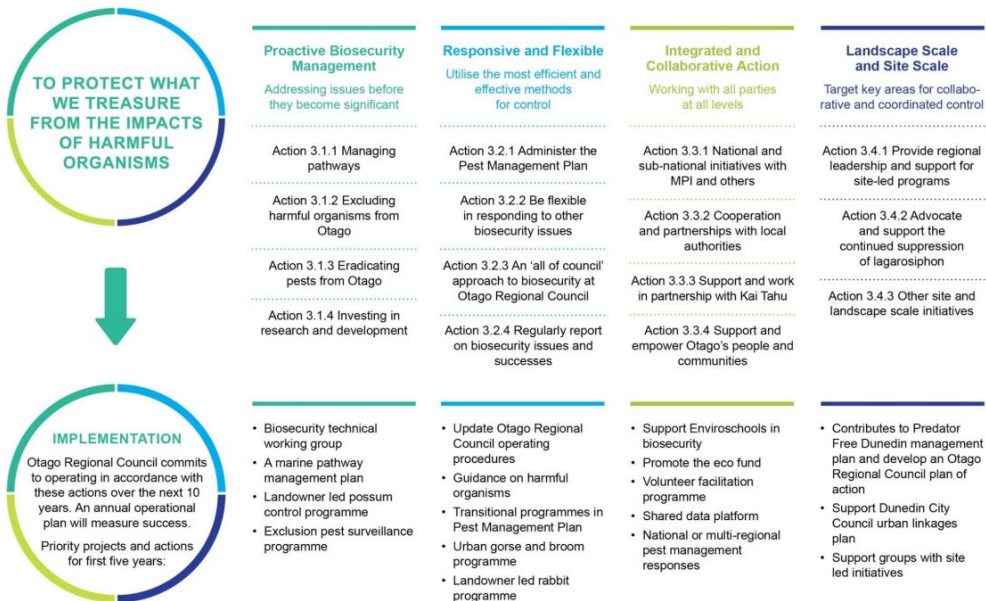 TO PROTECT WHAT
WE TREASURE
FROM THE IMPACTS
OF HARMFUL
ORGANISMS
Proactive Biosecurity
Management
Addressing issues before
they become significant
Action 3.1.1 Managing
pathways
Action 3.1.2 Excluding
harmful organisms from
Otago
Action 3.1.3 Eradicating
pests from Otago
Action 3.1.4 Investing in
research and development
Responsive and Flexible
Utilise the most efficient and
effective methods
for control
Action 3.2.1 Administer the
Pest Management Plan
Action 3.2.2 Be flexible
in responding to other
biosecurity issues
Action 3.2.3 An ‘all of council’
approach to biosecurity at
Otago Regional Council
Action 3.2.4 Regularly report
on biosecurity issues and
successes
Integrated and
Collaborative Action
Working with all parties
at all levels
Action 3.3.1 National and
sub-national initiatives with
MPI and others
Action 3.3.2 Cooperation
and partnerships with local
authorities
Action 3.3.3 Support and work
in partnership with Kai Tahu
Action 3.3.4 Support and
empower Otago’s people and
communities
Landscape Scale
and Site Scale
Target key areas for collabo-
rative and coordinated control
Action 3.4.1 Provide regional
leadership and support for
site-led programs
Action 3.4.2 Advocate
and support the
continued suppression
of lagarosiphon
Action 3.4.3 Other site and
landscape scale initiatives
IMPLEMENTATION
Otago Regional Council commits
to operating in accordance with
these actions over the next 10
years. An annual operational
plan will measure success.
Priority projects and actions
for first five years:
• Biosecurity technical
working group
• A marine pathway
management plan
• Landowner led possum
control programme
• Exclusion pest surveillance
programme
• Update Otago Regional
Council operating
procedures
• Guidance on harmful
organisms
• Transitional programmes in
Pest Management Plan
• Urban gorse and broom
programme
• Landowner led rabbit
programme
• Support Enviroschools in
biosecurity
• Promote the eco fund
• Volunteer facilitation
programme
• Shared data platform
• National or multi-regional
pest management
responses
• Contributes to Predator
Free Dunedin management
plan and develop an Otago
Regional Council plan of
action
• Support Dunedin City
Council urban linkages
plan
• Support groups with site
led initiatives